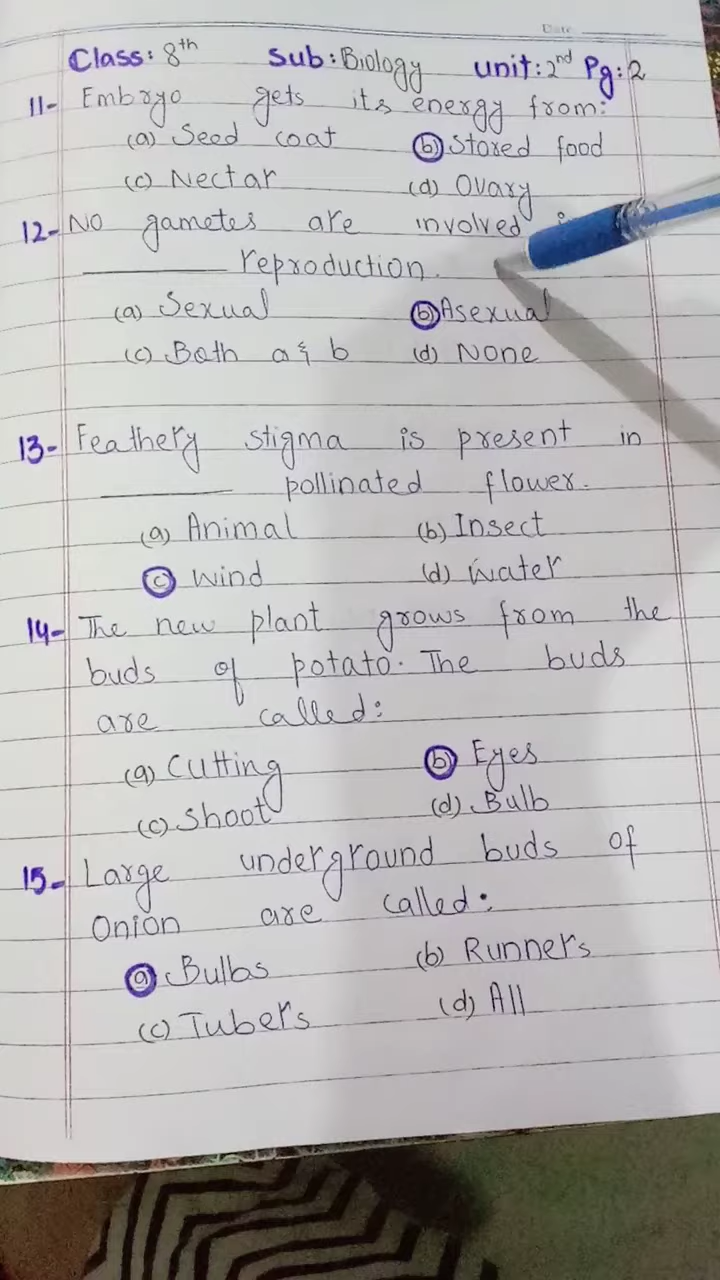 Date
Class: 8th Sub: Biology unit: 2nd Pg: 2
11- Embryo gets its energy from:
(a) Seed coat (b) Stored food
(c) Nectar (d) Ovary
12- No gametes are involved
_______ reproduction.
(a) Sexual (b) Asexual
(c) Both a & b (d) None
13- Feathery stigma is present in
_______ pollinated flower.
(a) Animal (b) Insect
(c) Wind (d) Water
14- The new plant grows from the
buds of potato. The buds
are called:
(a) Cutting (b) Eyes
(c) Shoot (d) Bulb
15- Large underground buds of
Onion are called:
(a) Bulbs (b) Runners
(c) Tubers (d) All